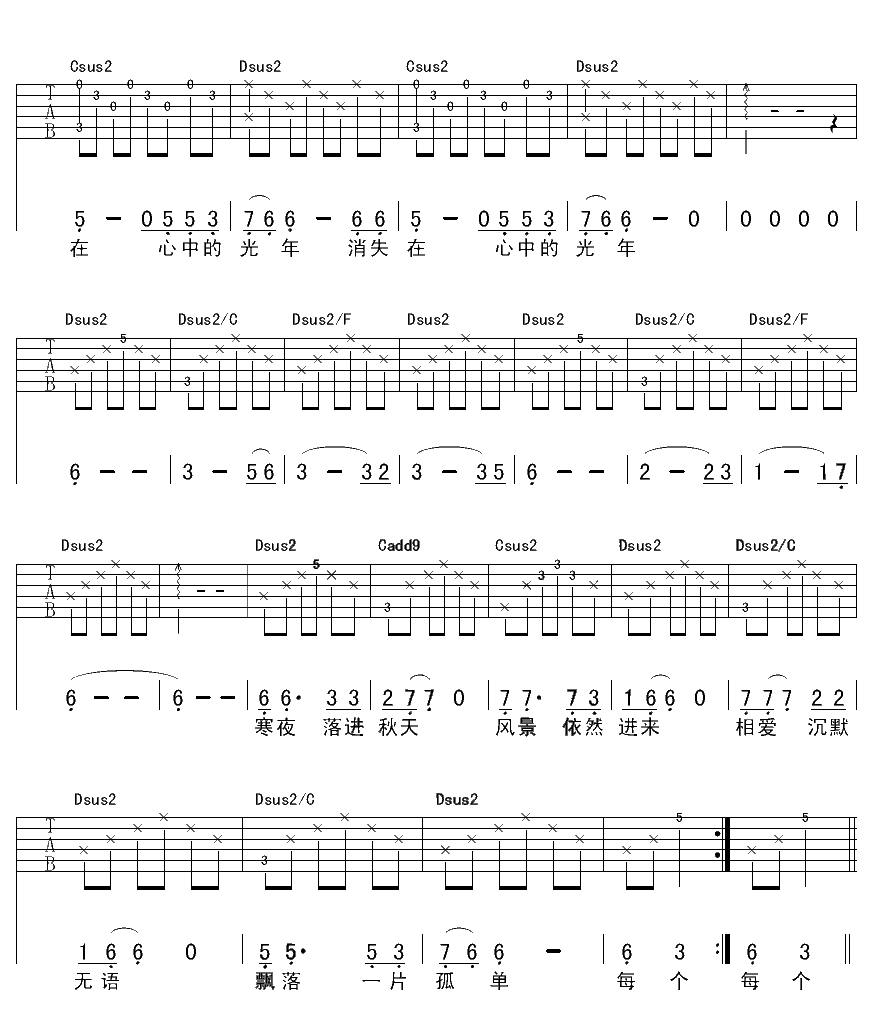 Csus2 Dsus2 Csus2 Dsus2
T A B 0 3 3 0 0 3 0 0 3 0 3 3 0 0 3 0 0 3
5 - 0 5 5 3 | 7 6 6 - 6 6 | 5 - 0 5 5 3 | 7 6 6 - 0 | 0 0 0 0
在 心中的 光 年 消失 在 心中的 光 年
Dsus2 Dsus2/C Dsus2/F Dsus2 Dsus2 Dsus2/C Dsus2/F
T A B 5 3 5 3
6 - - | 3 - 5 6 | 3 - 3 2 | 3 - 3 5 | 6 - - | 2 - 2 3 | 1 - 1 7
Dsus2 Dsus2 Cadd9 Csus2 Dsus2 Dsus2/C
T A B 5 3 3 3 3 3
6 - - | 6 - - | 6 6· 3 3 | 2 7 7 0 | 7 7· 7 3 | 1 6 6 0 | 7 7 7 2 2
寒夜 落进 秋天 风景 依然 进来 相爱 沉默
Dsus2 Dsus2/C Dsus2
T A B 3 5 5
1 6 6 0 | 5 5· 5 3 | 7 6 6 - | 6 3 :| 6 3 ||
无语 飘落 一片 孤 单 每 个 每 个